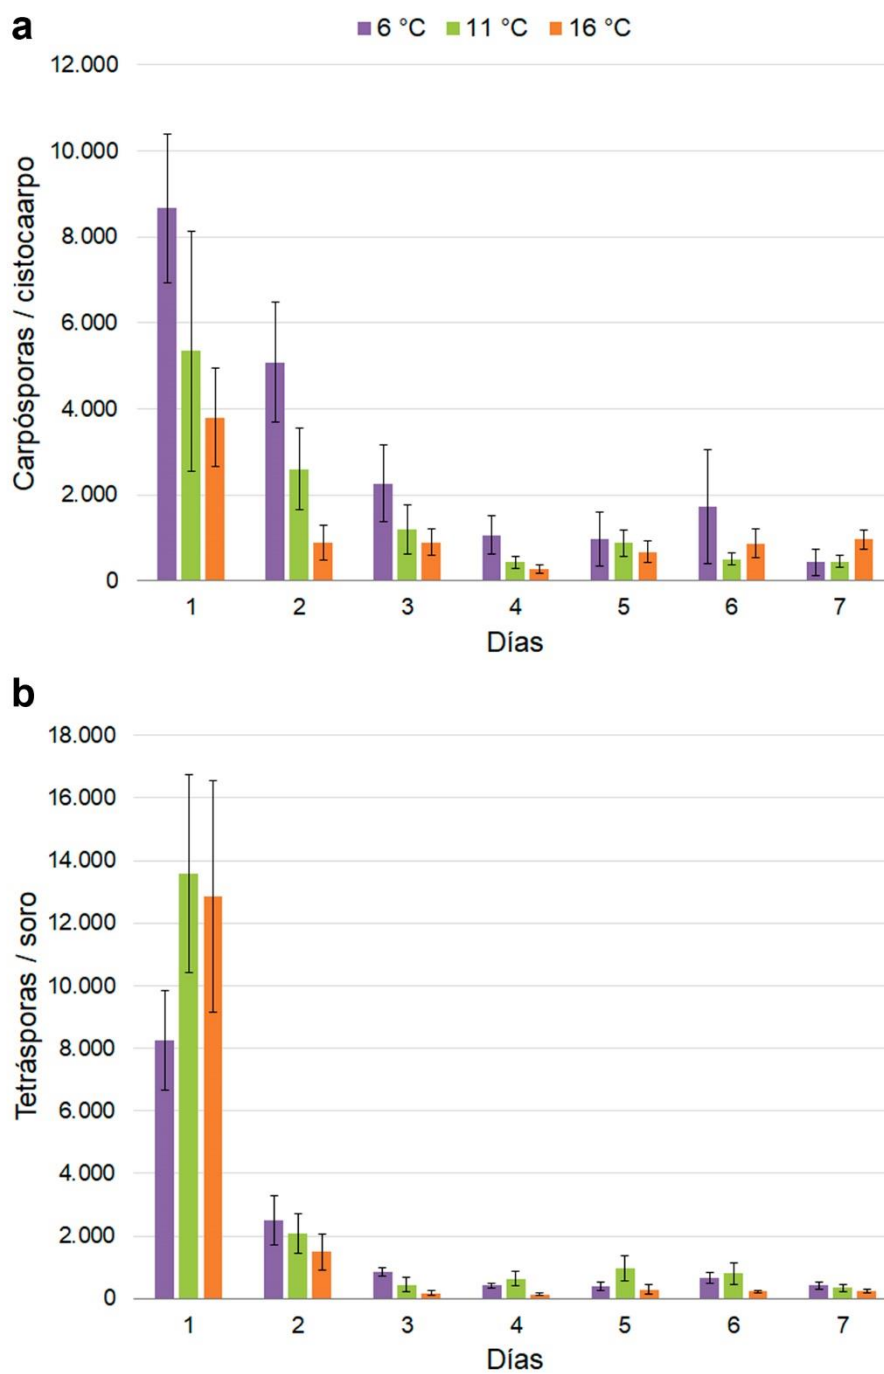 a
6 °C 11 °C 16 °C
12.000
10.000
8.000
6.000
4.000
2.000
0
Carpósporas / cistocaarpo
1 2 3 4 5 6 7
Días
b
18.000
16.000
14.000
12.000
10.000
8.000
6.000
4.000
2.000
0
Tetrásporas / soro
1 2 3 4 5 6 7
Días